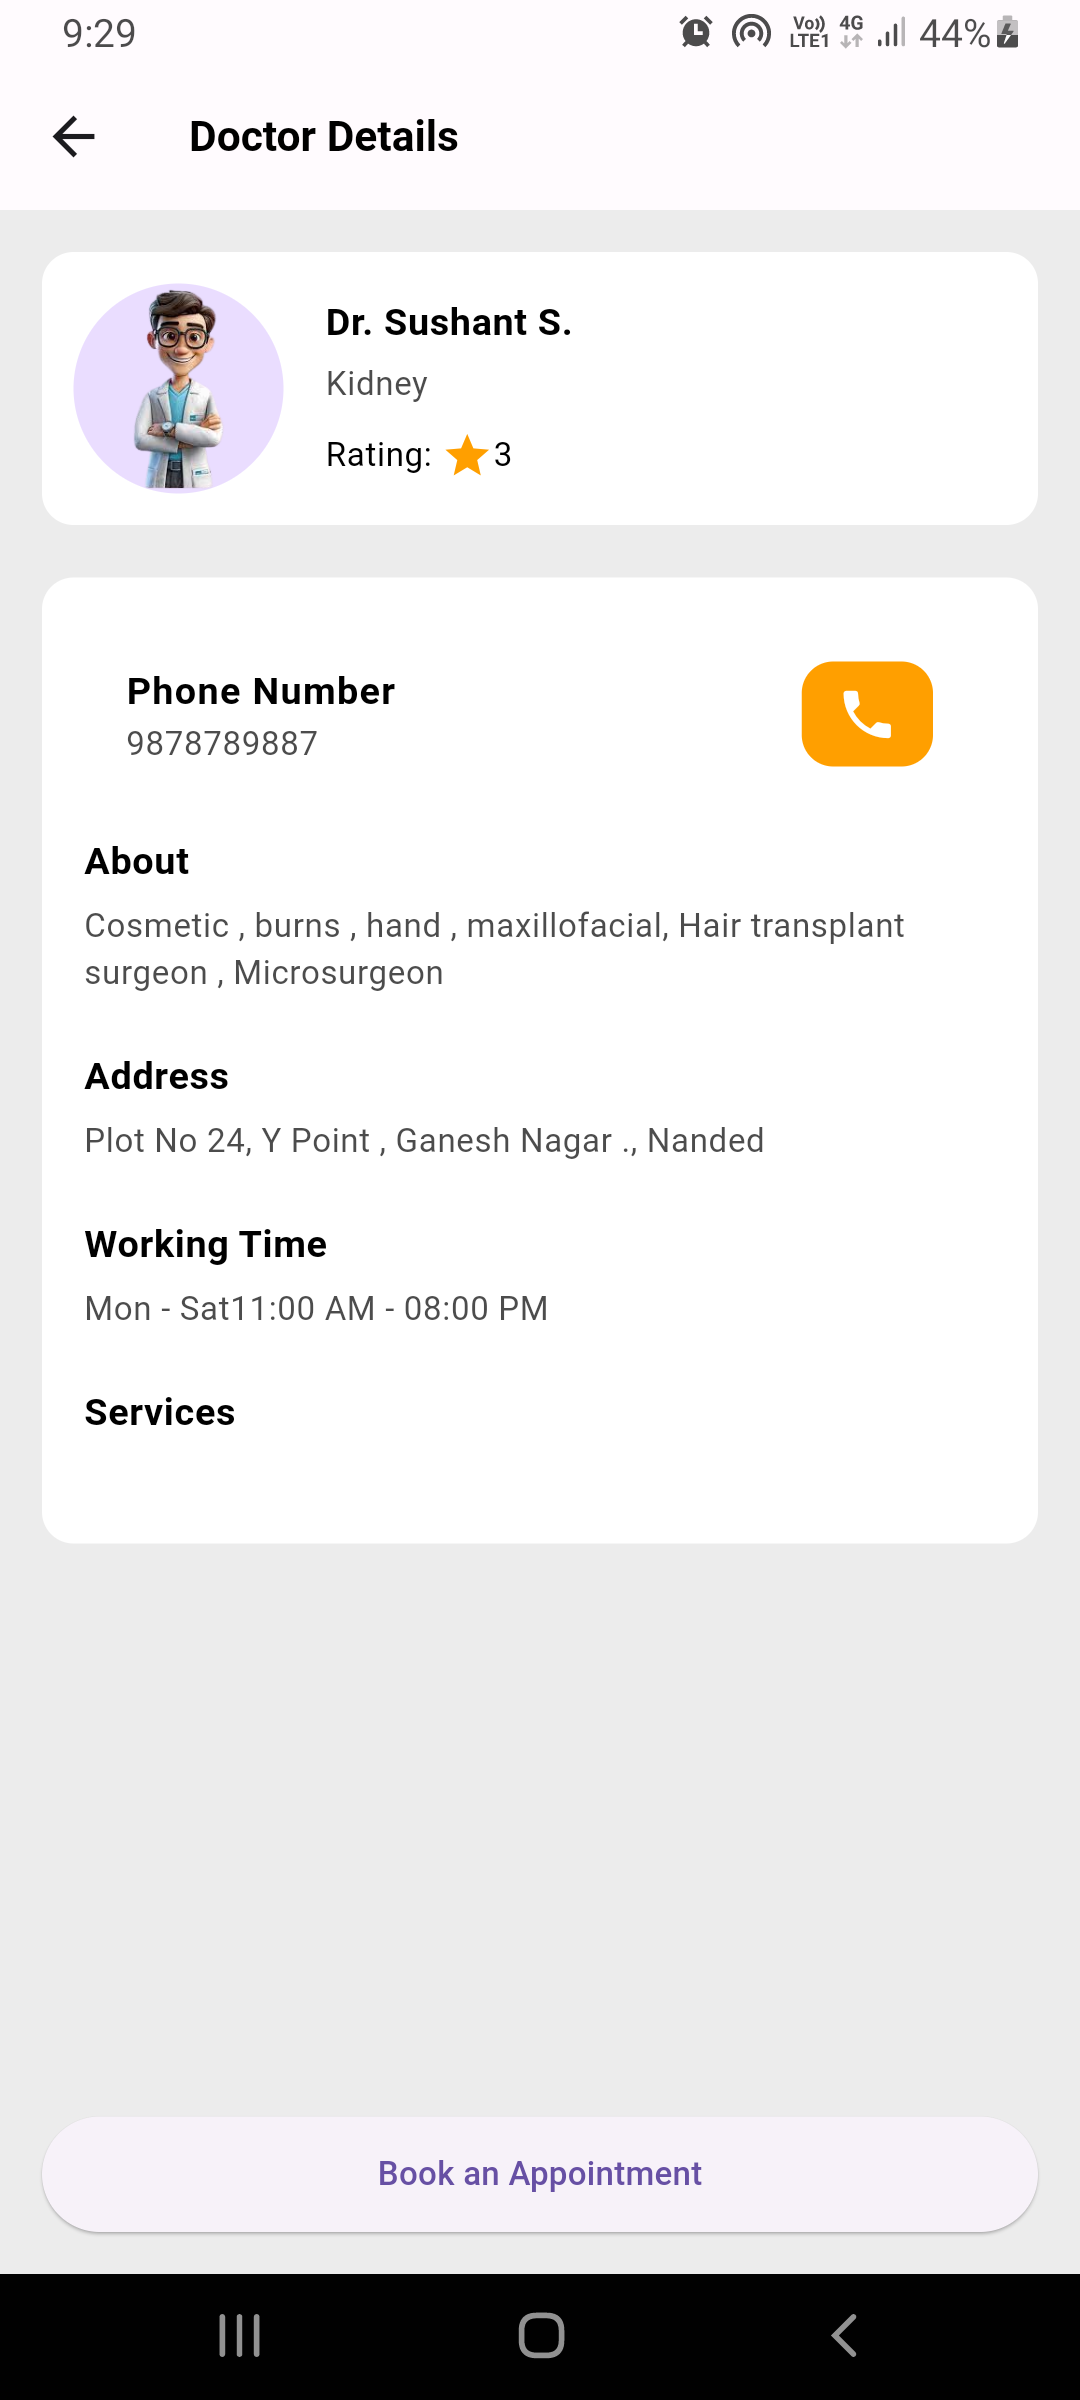 9:29
Vo)) LTE1 4G 44%
Doctor Details
Dr. Sushant S.
Kidney
Rating: 3
Phone Number
9878789887
About
Cosmetic , burns , hand , maxillofacial, Hair transplant
surgeon , Microsurgeon
Address
Plot No 24, Y Point , Ganesh Nagar ., Nanded
Working Time
Mon - Sat11:00 AM - 08:00 PM
Services
Book an Appointment